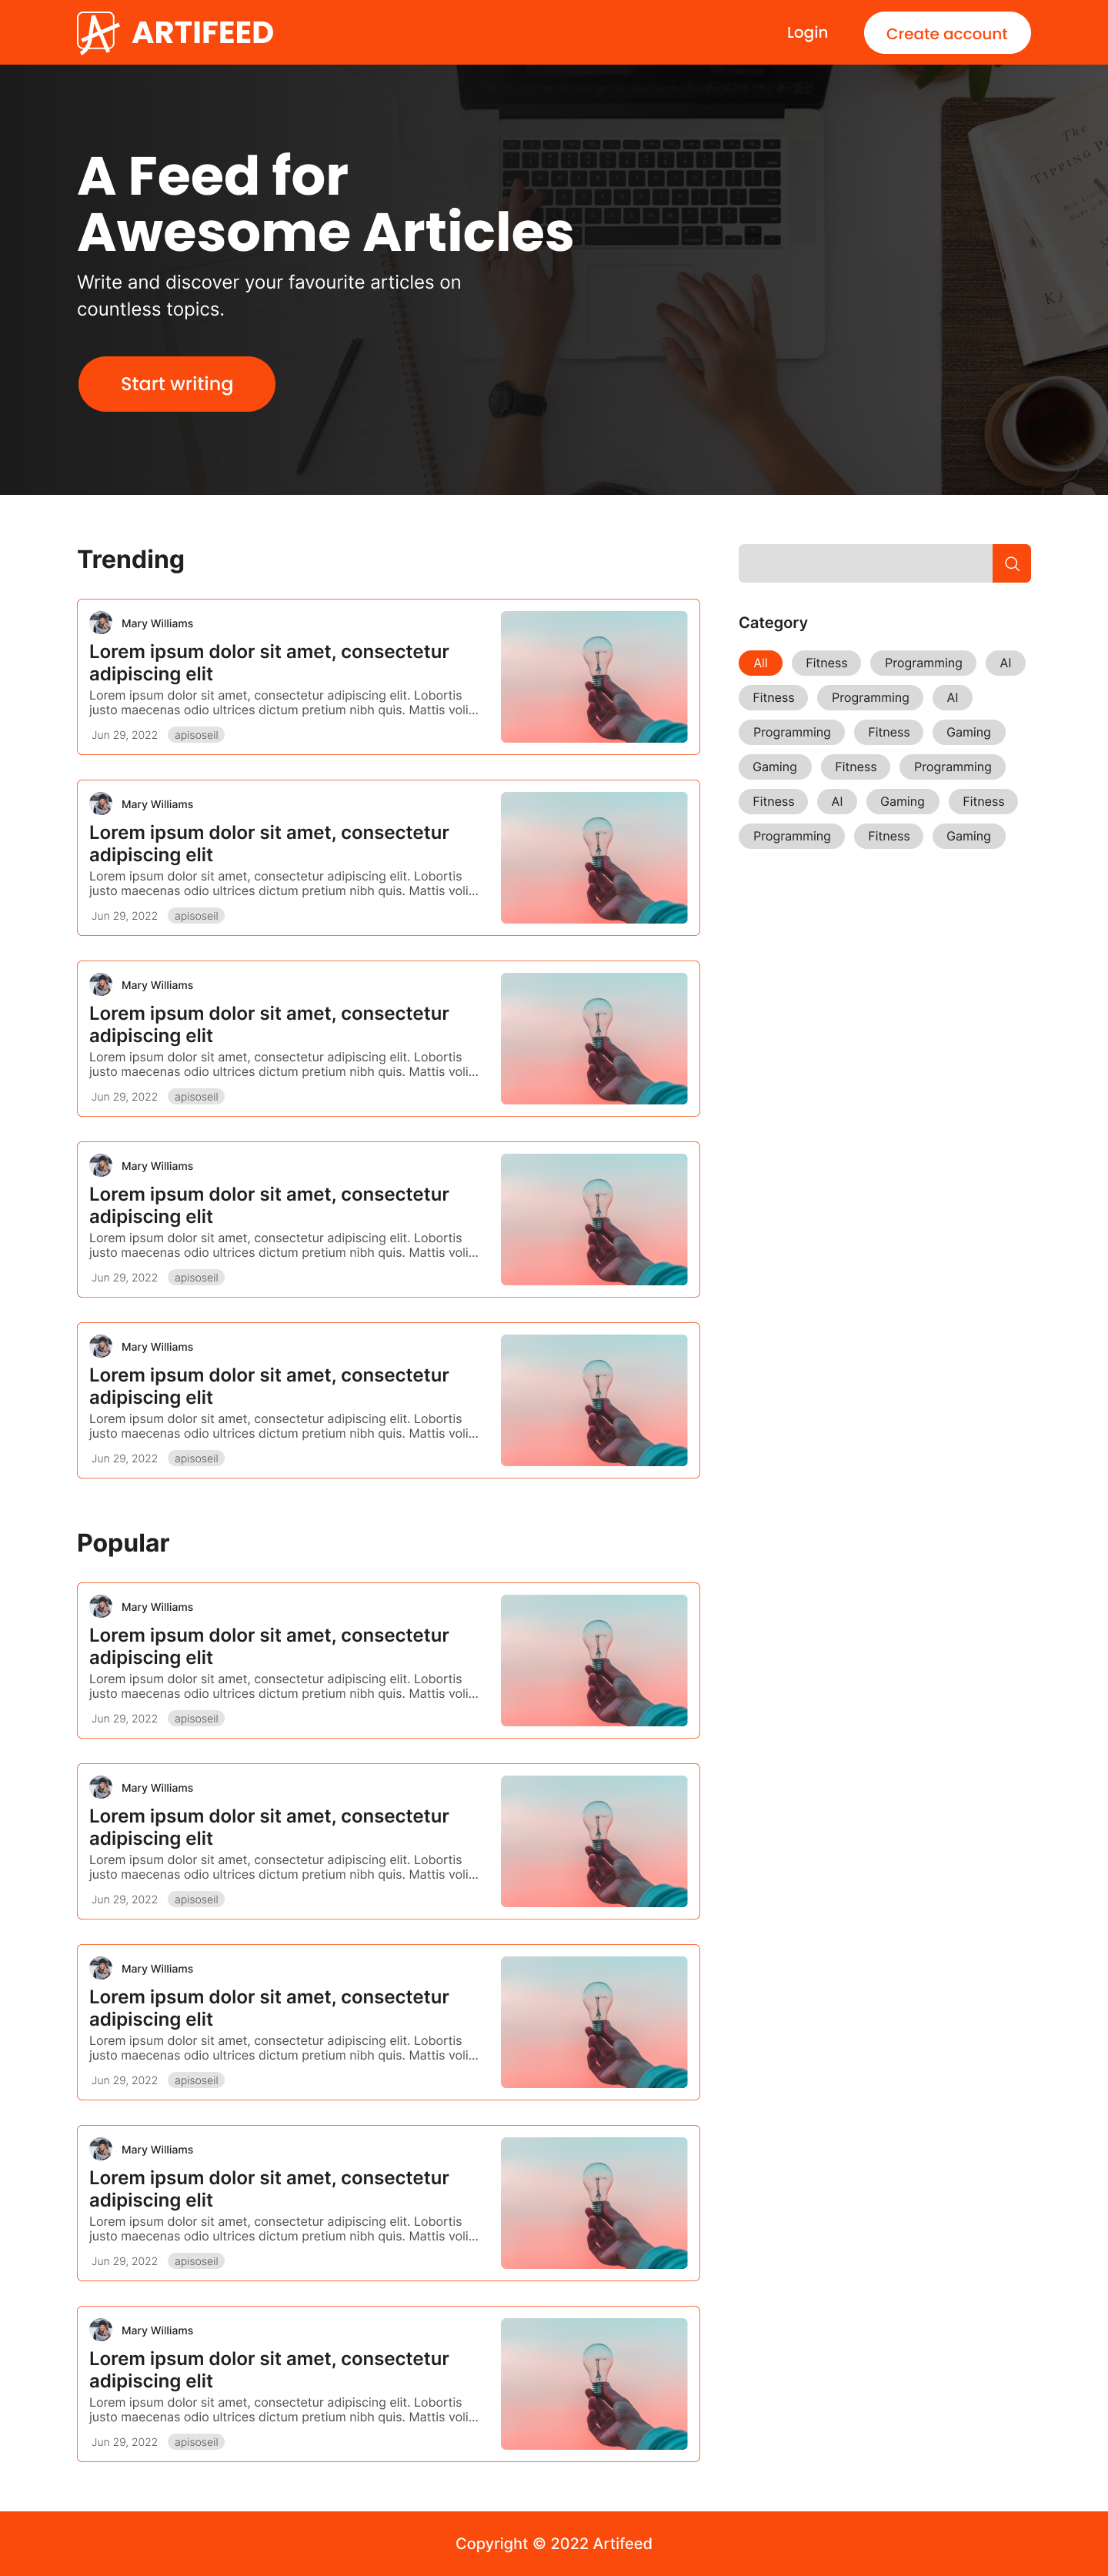 ARTIFEED
Login
Create account
A Feed for
Awesome Articles
Write and discover your favourite articles on
countless topics.
Start writing
The
TIPPING
Trending
Mary Williams
Lorem ipsum dolor sit amet, consectetur
adipiscing elit
Lorem ipsum dolor sit amet, consectetur adipiscing elit. Lobortis
justo maecenas odio ultrices dictum pretium nibh quis. Mattis voli...
Jun 29, 2022 apisoseil
Mary Williams
Lorem ipsum dolor sit amet, consectetur
adipiscing elit
Lorem ipsum dolor sit amet, consectetur adipiscing elit. Lobortis
justo maecenas odio ultrices dictum pretium nibh quis. Mattis voli...
Jun 29, 2022 apisoseil
Mary Williams
Lorem ipsum dolor sit amet, consectetur
adipiscing elit
Lorem ipsum dolor sit amet, consectetur adipiscing elit. Lobortis
justo maecenas odio ultrices dictum pretium nibh quis. Mattis voli...
Jun 29, 2022 apisoseil
Mary Williams
Lorem ipsum dolor sit amet, consectetur
adipiscing elit
Lorem ipsum dolor sit amet, consectetur adipiscing elit. Lobortis
justo maecenas odio ultrices dictum pretium nibh quis. Mattis voli...
Jun 29, 2022 apisoseil
Mary Williams
Lorem ipsum dolor sit amet, consectetur
adipiscing elit
Lorem ipsum dolor sit amet, consectetur adipiscing elit. Lobortis
justo maecenas odio ultrices dictum pretium nibh quis. Mattis voli...
Jun 29, 2022 apisoseil
Popular
Mary Williams
Lorem ipsum dolor sit amet, consectetur
adipiscing elit
Lorem ipsum dolor sit amet, consectetur adipiscing elit. Lobortis
justo maecenas odio ultrices dictum pretium nibh quis. Mattis voli...
Jun 29, 2022 apisoseil
Mary Williams
Lorem ipsum dolor sit amet, consectetur
adipiscing elit
Lorem ipsum dolor sit amet, consectetur adipiscing elit. Lobortis
justo maecenas odio ultrices dictum pretium nibh quis. Mattis voli...
Jun 29, 2022 apisoseil
Mary Williams
Lorem ipsum dolor sit amet, consectetur
adipiscing elit
Lorem ipsum dolor sit amet, consectetur adipiscing elit. Lobortis
justo maecenas odio ultrices dictum pretium nibh quis. Mattis voli...
Jun 29, 2022 apisoseil
Mary Williams
Lorem ipsum dolor sit amet, consectetur
adipiscing elit
Lorem ipsum dolor sit amet, consectetur adipiscing elit. Lobortis
justo maecenas odio ultrices dictum pretium nibh quis. Mattis voli...
Jun 29, 2022 apisoseil
Mary Williams
Lorem ipsum dolor sit amet, consectetur
adipiscing elit
Lorem ipsum dolor sit amet, consectetur adipiscing elit. Lobortis
justo maecenas odio ultrices dictum pretium nibh quis. Mattis voli...
Jun 29, 2022 apisoseil
Category
All Fitness Programming AI
Fitness Programming AI
Programming Fitness Gaming
Gaming Fitness Programming
Fitness AI Gaming Fitness
Programming Fitness Gaming
Copyright © 2022 Artifeed